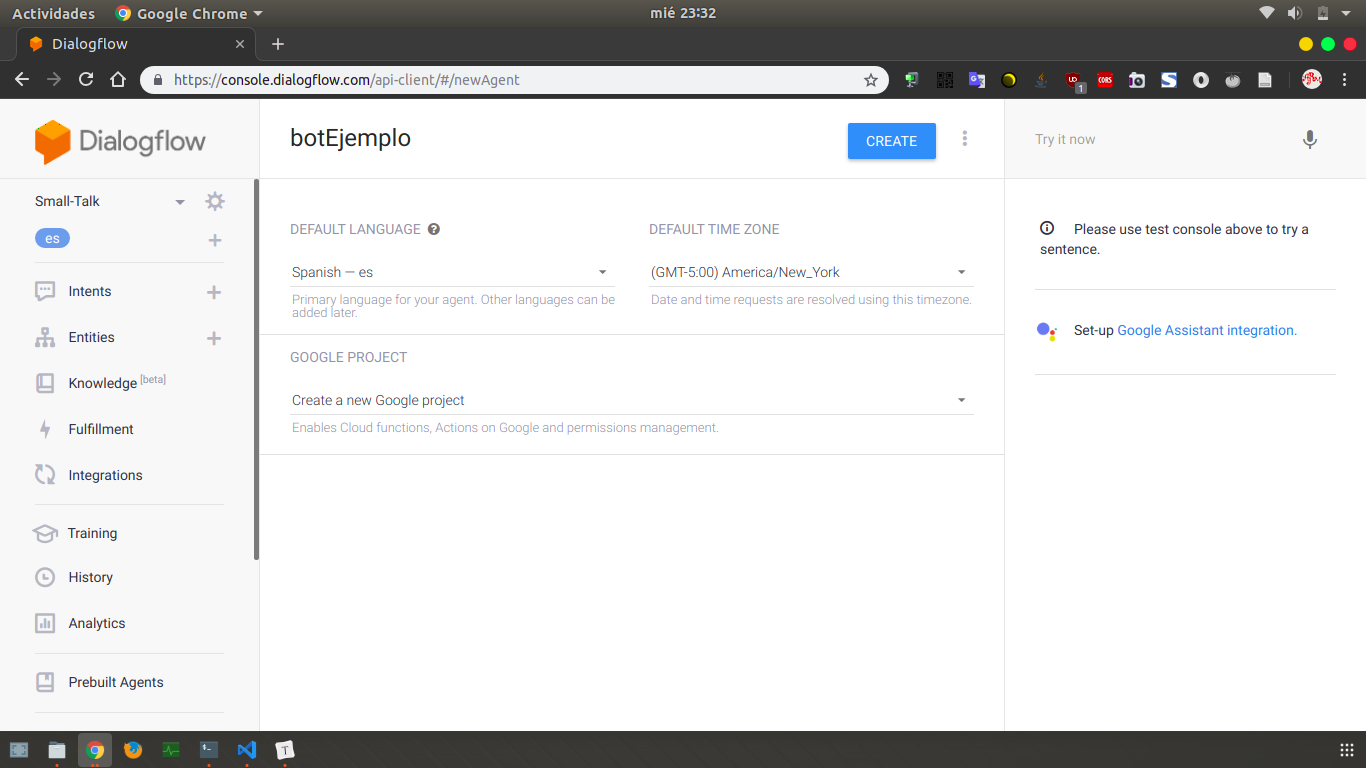 Actividades Google Chrome mié 23:32
Dialogflow
https://console.dialogflow.com/api-client/#/newAgent
UD
1
CORS
S
Dialogflow
botEjemplo
CREATE
Try it now
Small-Talk
es
Intents
Entities
Knowledge [beta]
Fulfillment
Integrations
Training
History
Analytics
Prebuilt Agents
DEFAULT LANGUAGE ?
Spanish — es
Primary language for your agent. Other languages can be
added later.
DEFAULT TIME ZONE
(GMT-5:00) America/New_York
Date and time requests are resolved using this timezone.
GOOGLE PROJECT
Create a new Google project
Enables Cloud functions, Actions on Google and permissions management.
Please use test console above to try a
sentence.
Set-up Google Assistant integration.
T